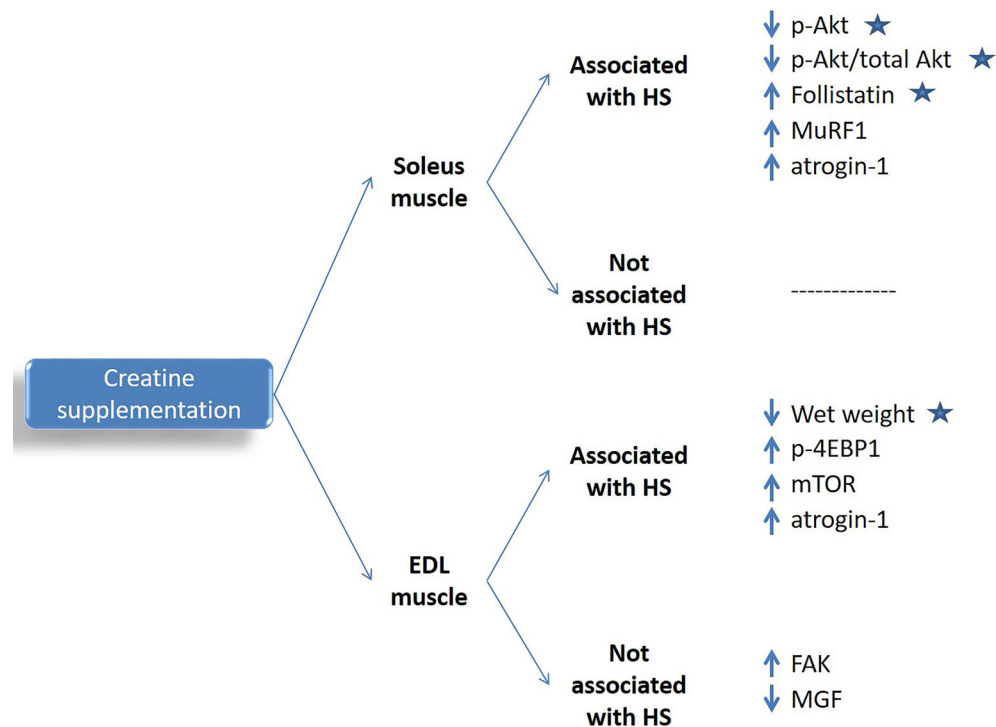 Creatine
supplementation
Soleus
muscle
Associated
with HS
↓ p-Akt ★
↓ p-Akt/total Akt ★
↑ Follistatin ★
↑ MuRF1
↑ atrogin-1
Not
associated
with HS
-------------
EDL
muscle
Associated
with HS
↓ Wet weight ★
↑ p-4EBP1
↑ mTOR
↑ atrogin-1
Not
associated
with HS
↑ FAK
↓ MGF